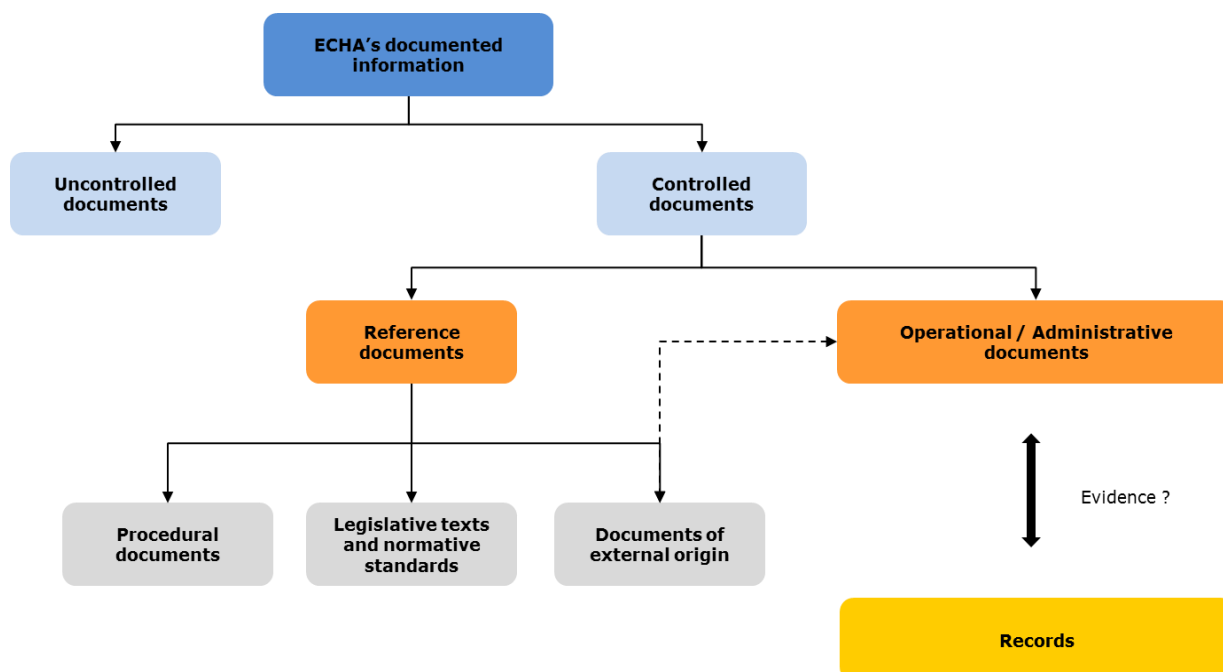 ECHA’s documented
information
Uncontrolled
documents
Controlled
documents
Reference
documents
Operational / Administrative
documents
Evidence ?
Procedural
documents
Legislative texts
and normative
standards
Documents of
external origin
Records